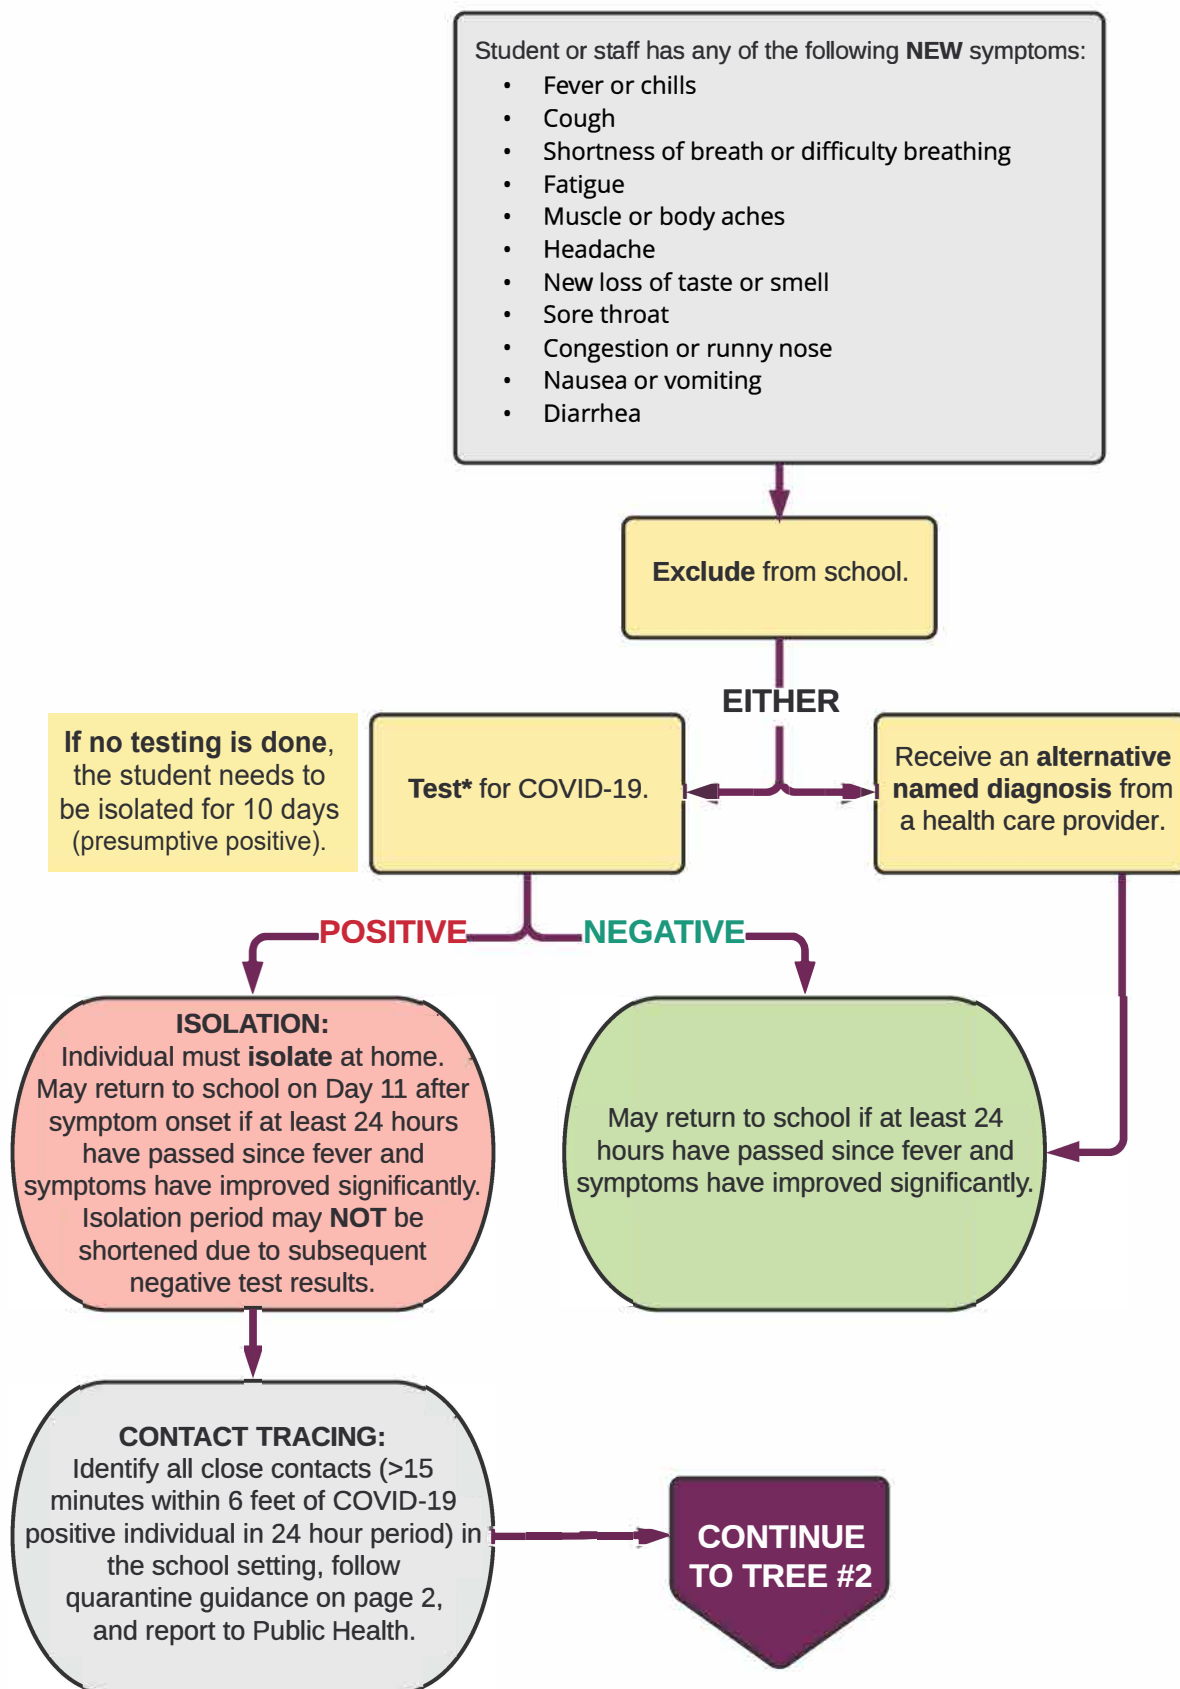 Student or staff has any of the following NEW symptoms:
• Fever or chills
• Cough
• Shortness of breath or difficulty breathing
• Fatigue
• Muscle or body aches
• Headache
• New loss of taste or smell
• Sore throat
• Congestion or runny nose
• Nausea or vomiting
• Diarrhea
Exclude from school.
EITHER
If no testing is done,
the student needs to
be isolated for 10 days
(presumptive positive).
Test* for COVID-19.
Receive an alternative
named diagnosis from
a health care provider.
POSITIVE
NEGATIVE
ISOLATION:
Individual must isolate at home.
May return to school on Day 11 after
symptom onset if at least 24 hours
have passed since fever and
symptoms have improved significantly.
Isolation period may NOT be
shortened due to subsequent
negative test results.
May return to school if at least 24
hours have passed since fever and
symptoms have improved significantly.
CONTACT TRACING:
Identify all close contacts (>15
minutes within 6 feet of COVID-19
positive individual in 24 hour period) in
the school setting, follow
quarantine guidance on page 2,
and report to Public Health.
CONTINUE
TO TREE #2